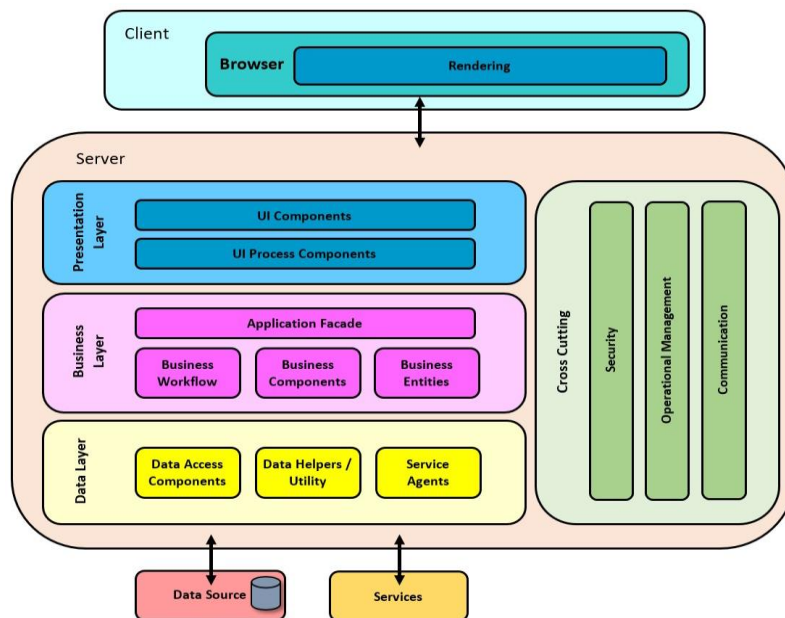 Client
Browser
Rendering
Server
Presentation
Layer
UI Components
UI Process Components
Business
Layer
Application Facade
Business
Workflow
Business
Components
Business
Entities
Data Layer
Data Access
Components
Data Helpers /
Utility
Service
Agents
Cross Cutting
Security
Operational Management
Communication
Data Source
Services